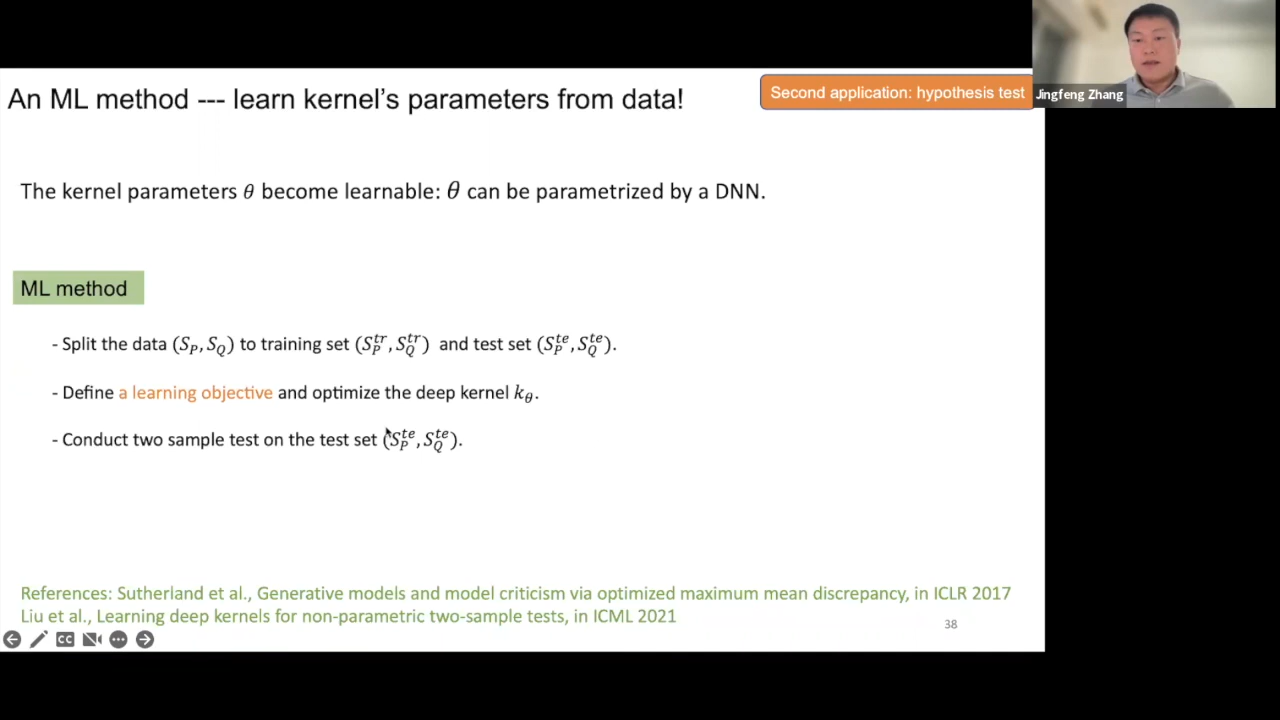 An ML method --- learn kernel's parameters from data!
Second application: hypothesis test
Jingfeng Zhang
The kernel parameters θ become learnable: θ can be parametrized by a DNN.
ML method
- Split the data (S_P, S_Q) to training set (S_P^{tr}, S_Q^{tr}) and test set (S_P^{te}, S_Q^{te}).
- Define a learning objective and optimize the deep kernel k_θ.
- Conduct two sample test on the test set (S_P^{te}, S_Q^{te}).
References: Sutherland et al., Generative models and model criticism via optimized maximum mean discrepancy, in ICLR 2017
Liu et al., Learning deep kernels for non-parametric two-sample tests, in ICML 2021
38
CC